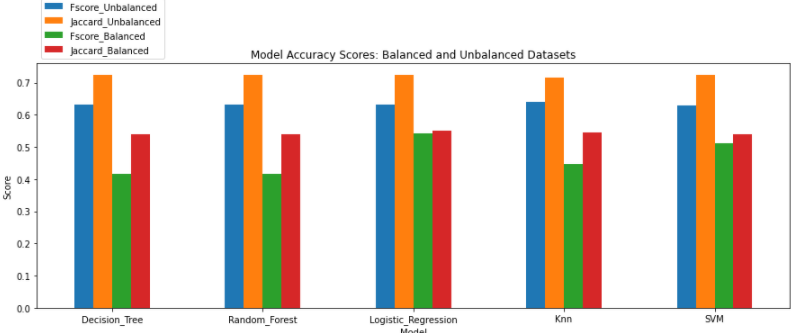 Fscore_Unbalanced
Jaccard_Unbalanced
Fscore_Balanced
Jaccard_Balanced
Model Accuracy Scores: Balanced and Unbalanced Datasets
Score
0.7
0.6
0.5
0.4
0.3
0.2
0.1
0.0
Decision_Tree Random_Forest Logistic_Regression Knn SVM
Model